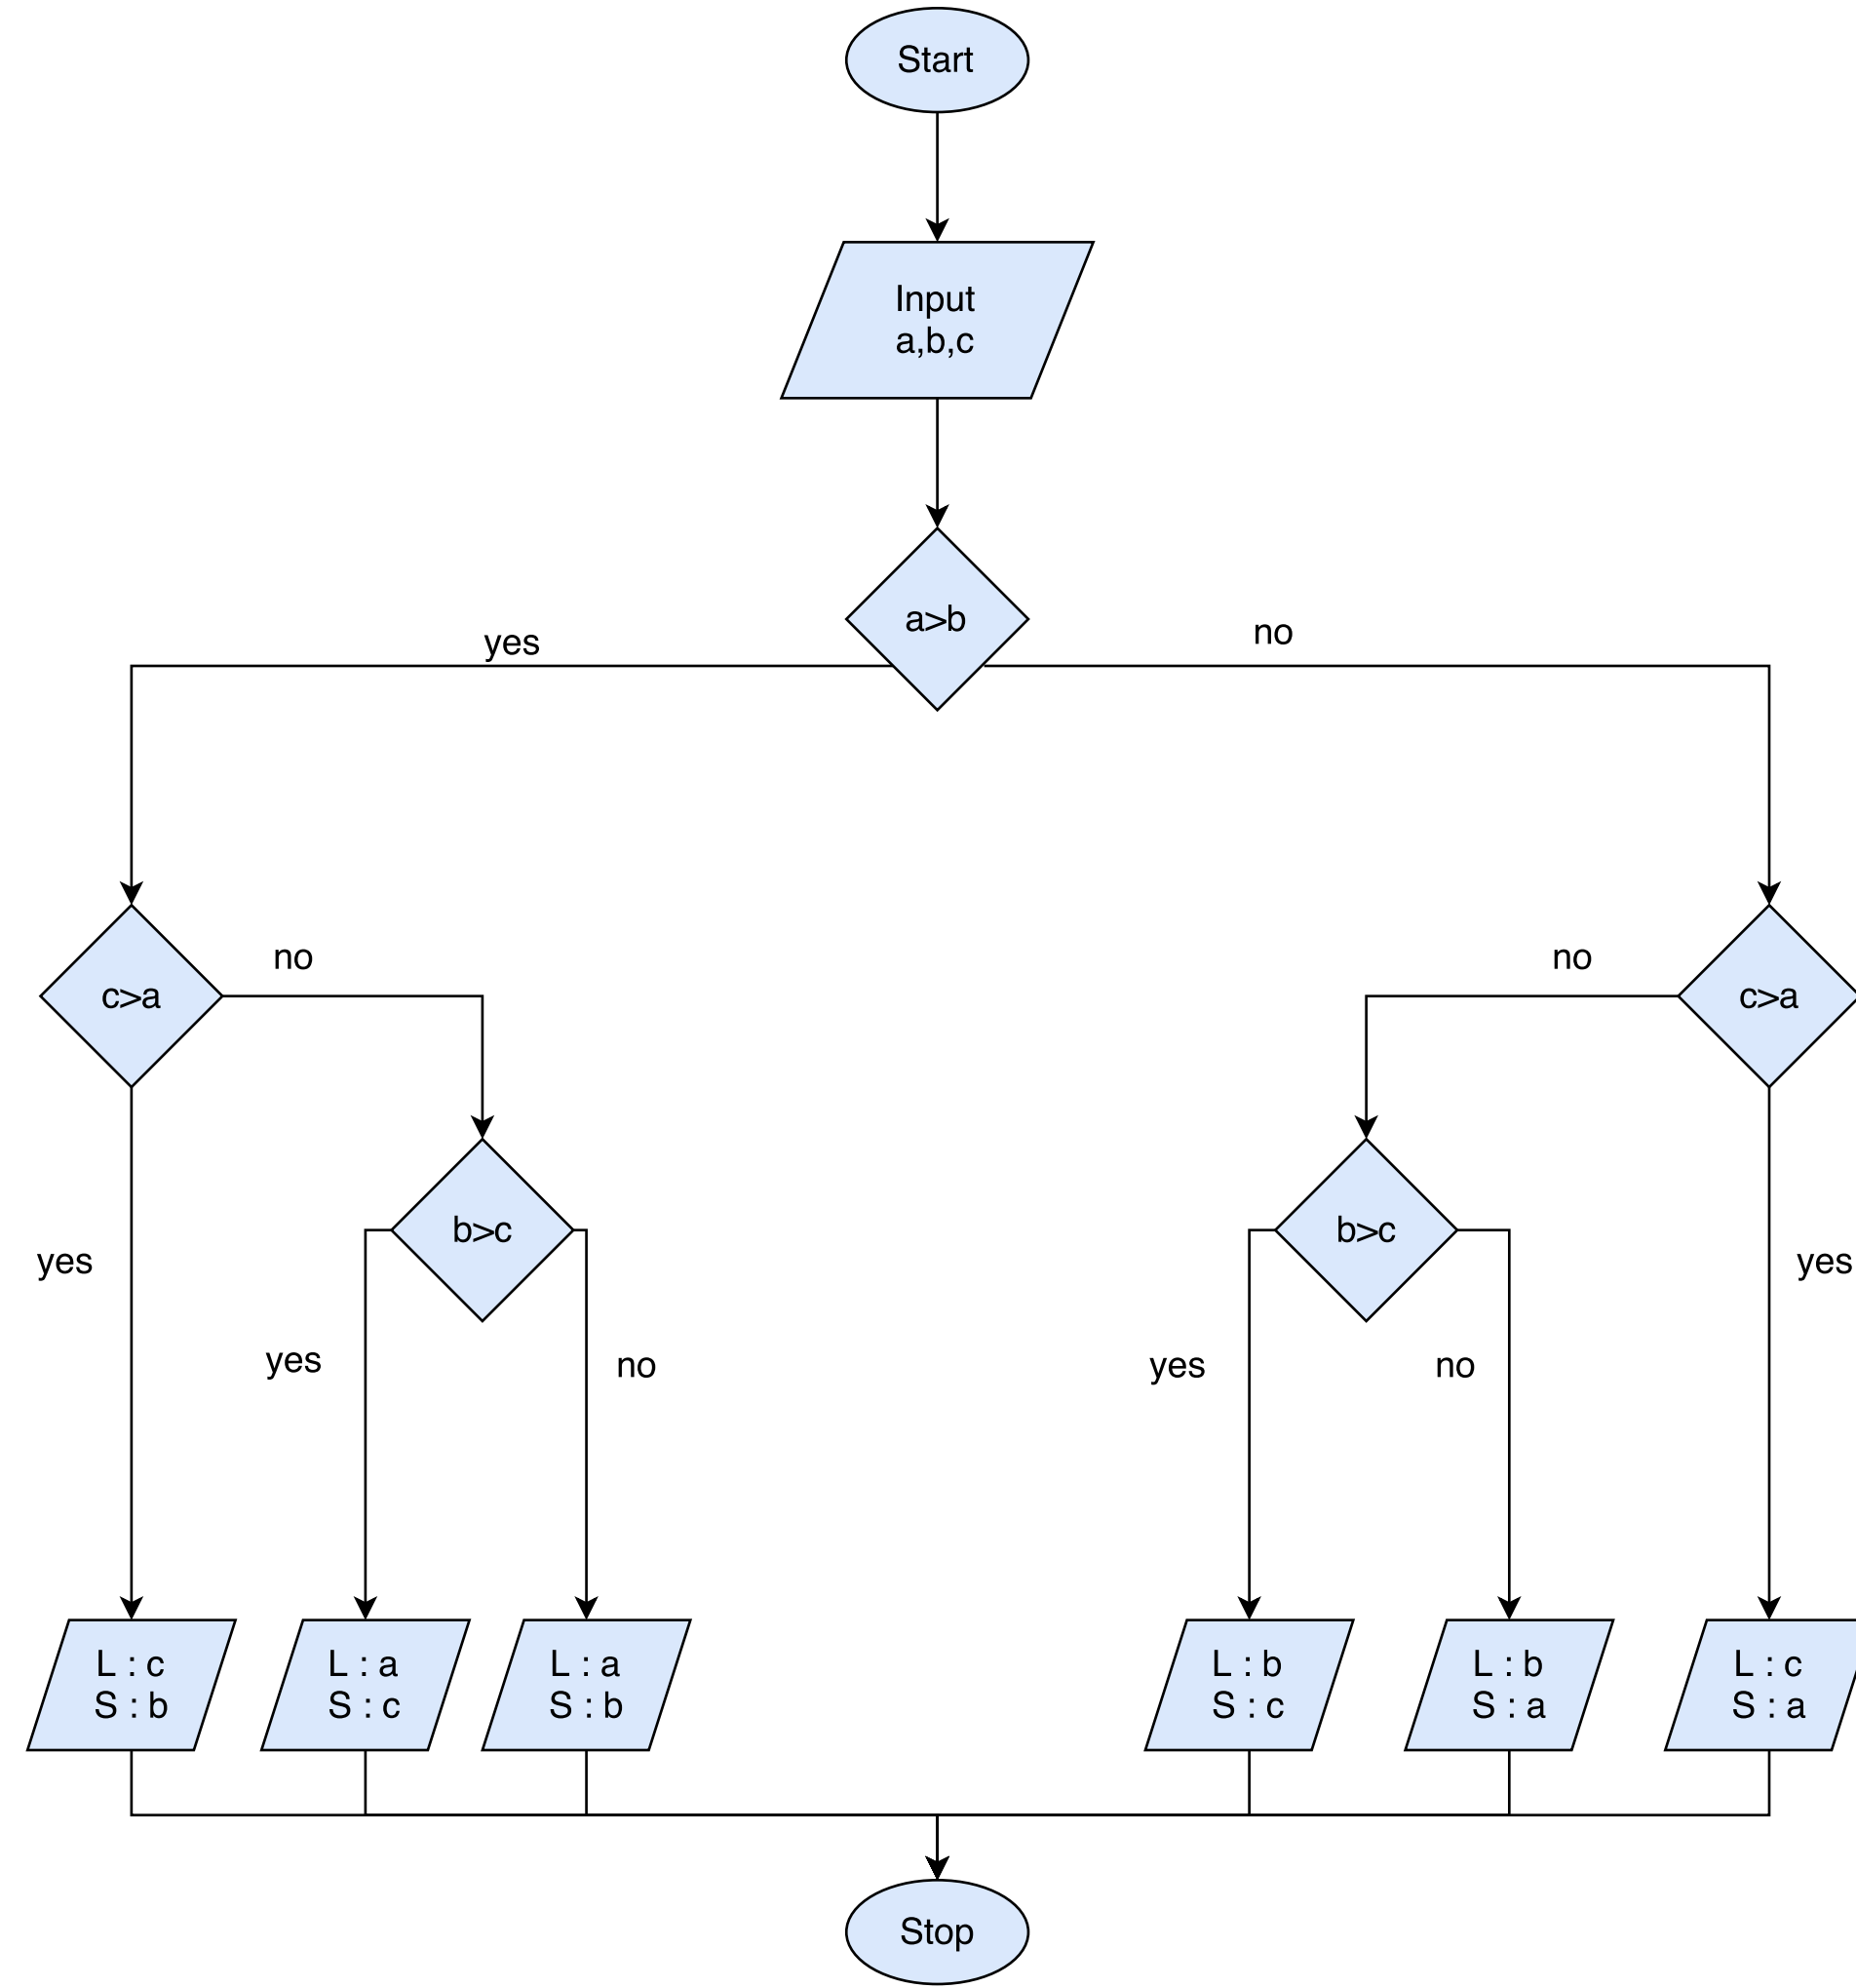 Start
Input
a,b,c
a>b
yes
no
c>a
no
no
c>a
b>c
b>c
yes
yes
no
yes
no
yes
L : c
S : b
L : a
S : c
L : a
S : b
L : b
S : c
L : b
S : a
L : c
S : a
Stop